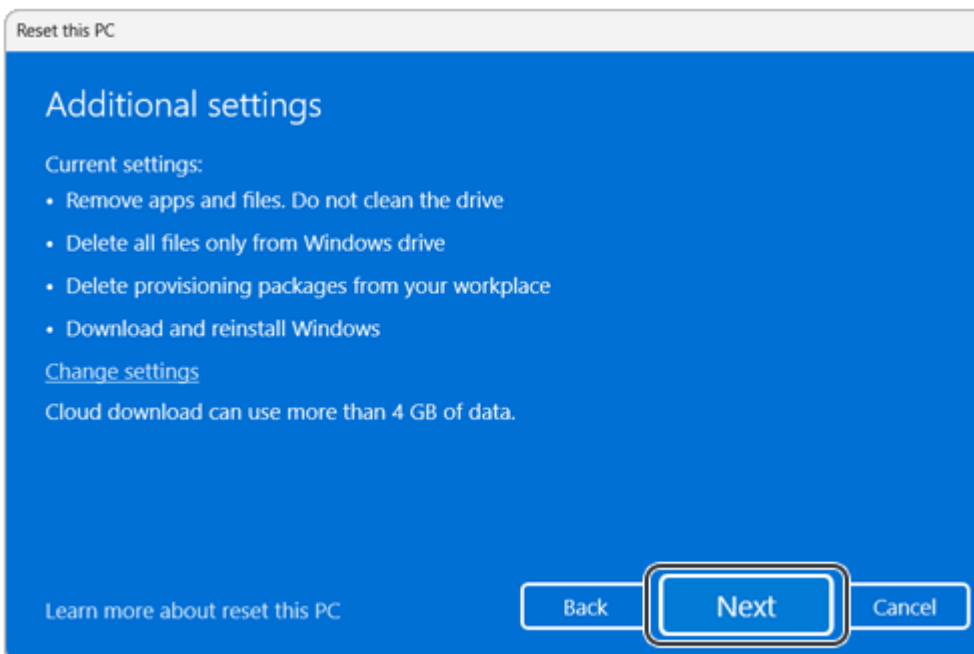 Reset this PC
Additional settings
Current settings:
• Remove apps and files. Do not clean the drive
• Delete all files only from Windows drive
• Delete provisioning packages from your workplace
• Download and reinstall Windows
Change settings
Cloud download can use more than 4 GB of data.
Learn more about reset this PC Back Next Cancel